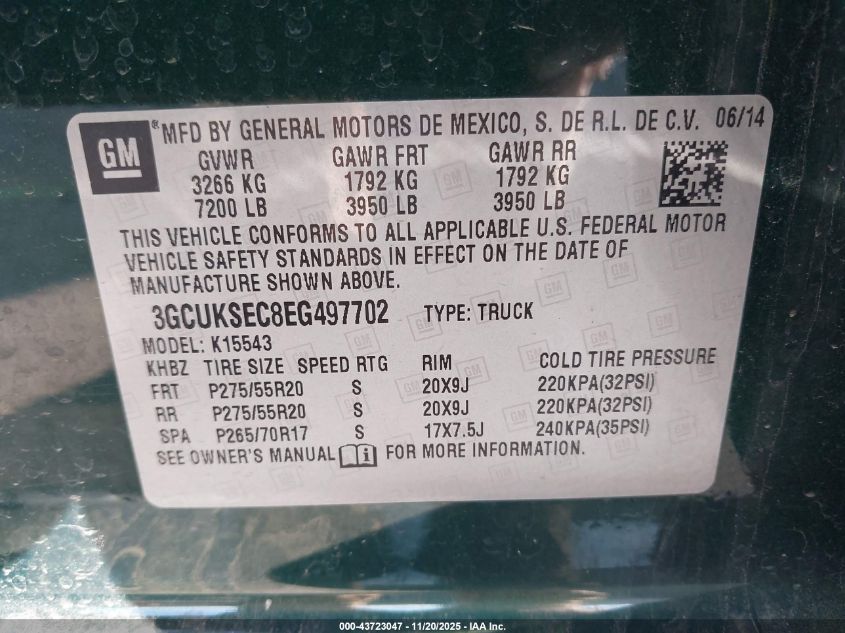 GM
® MFD BY GENERAL MOTORS DE MEXICO, S. DE R.L. DE C.V. 06/14
GVWR GAWR FRT GAWR RR
3266 KG 1792 KG 1792 KG
7200 LB 3950 LB 3950 LB
THIS VEHICLE CONFORMS TO ALL APPLICABLE U.S. FEDERAL MOTOR
VEHICLE SAFETY STANDARDS IN EFFECT ON THE DATE OF
MANUFACTURE SHOWN ABOVE.
3GCUKSEC8EG497702 TYPE: TRUCK
MODEL: K15543
KHBZ TIRE SIZE SPEED RTG RIM COLD TIRE PRESSURE
FRT P275/55R20 S 20X9J 220KPA(32PSI)
RR P275/55R20 S 20X9J 220KPA(32PSI)
SPA P265/70R17 S 17X7.5J 240KPA(35PSI)
SEE OWNER'S MANUAL i FOR MORE INFORMATION.
000-43723047 - 11/20/2025 - IAA Inc.